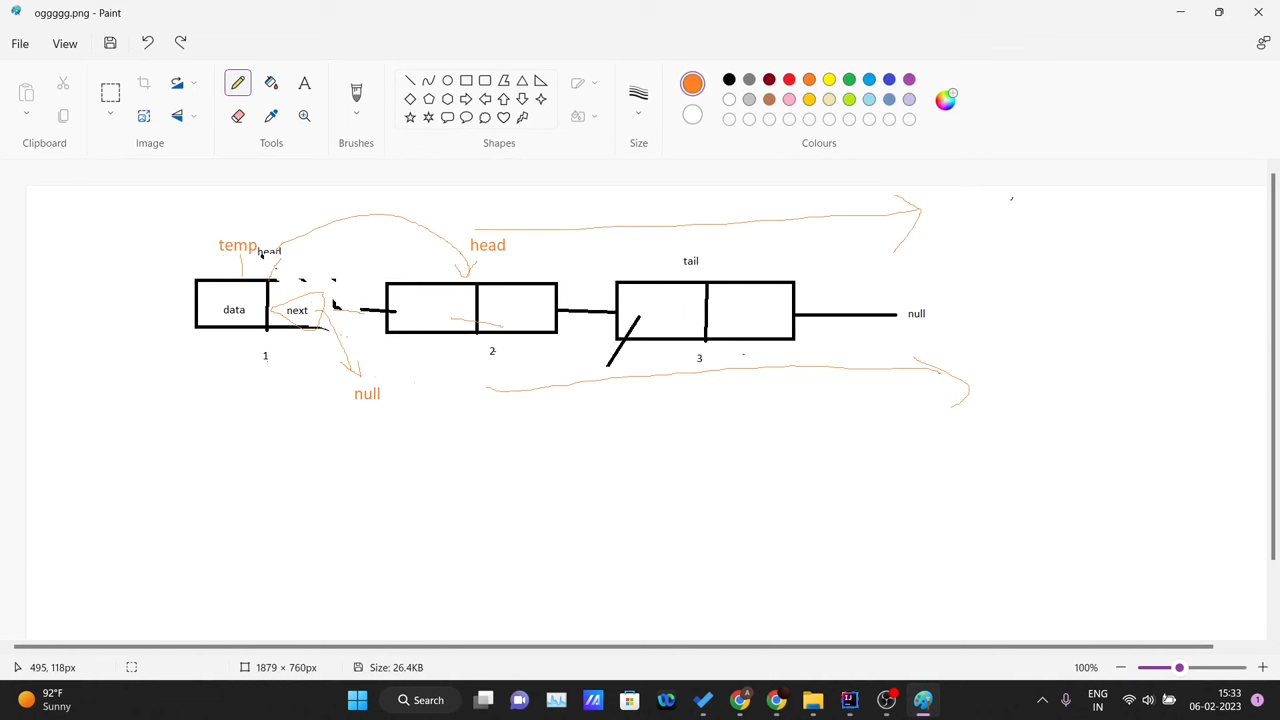 oggggg.png - Paint
File View
Clipboard Image Tools Brushes Shapes Size Colours
temp head head
tail
data next null
1 2 3
null
495, 118px 1879 × 760px Size: 26.4KB 100%
92°F
Sunny
Search
ENG
IN
15:33
06-02-2023
1